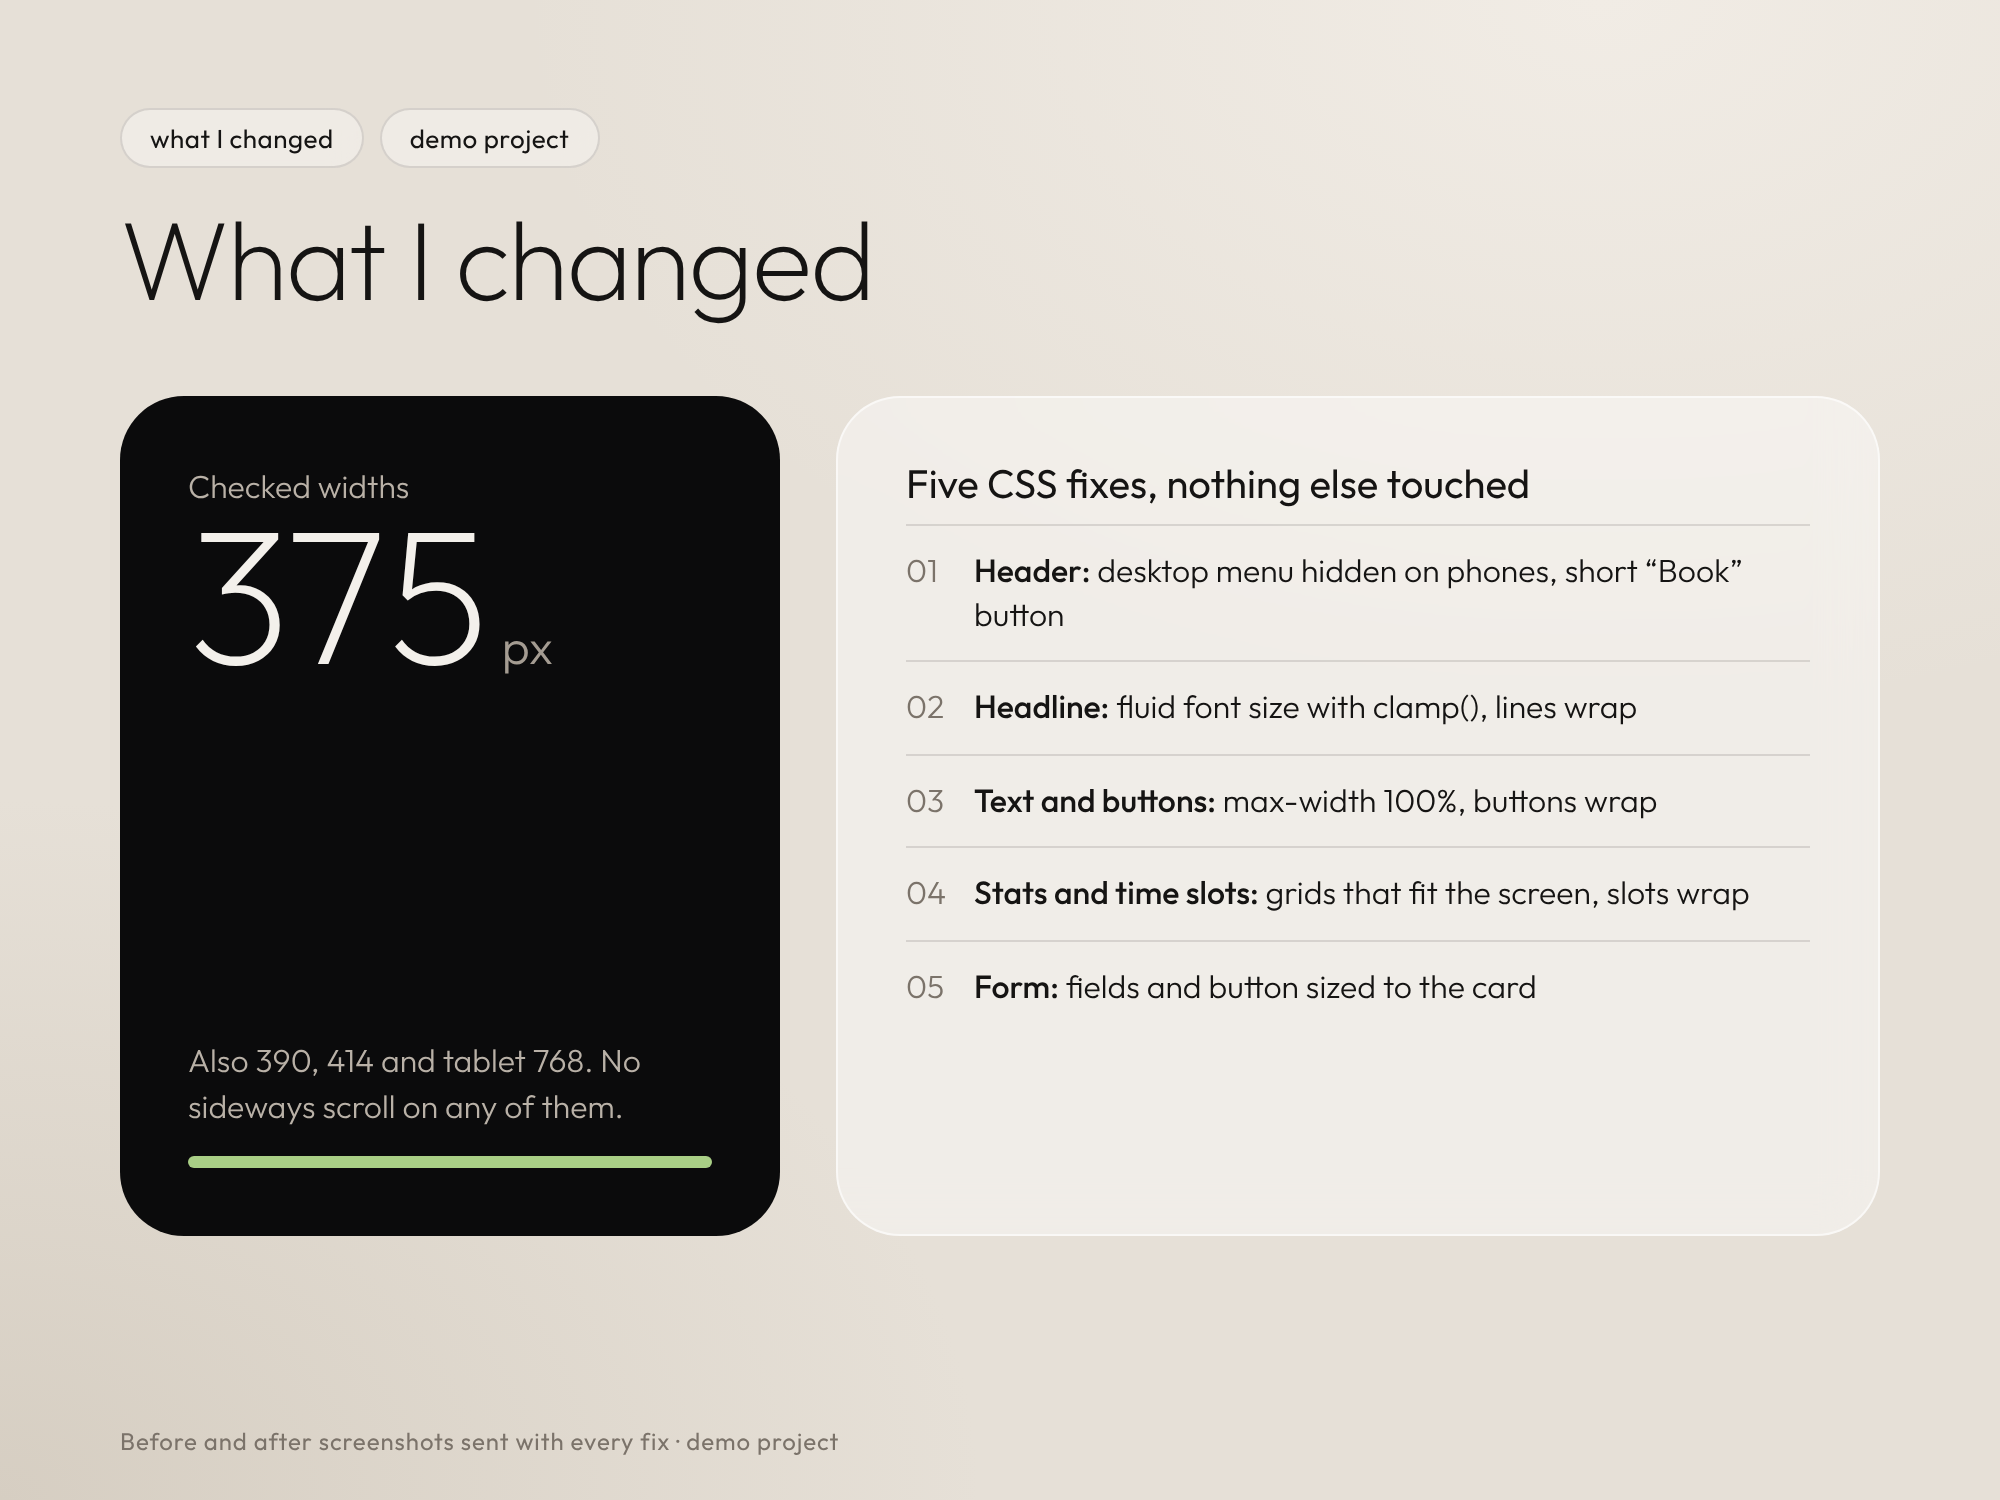 what I changed
demo project
What I changed
Checked widths
375 px
Also 390, 414 and tablet 768. No
sideways scroll on any of them.
Five CSS fixes, nothing else touched
01 Header: desktop menu hidden on phones, short “Book”
button
02 Headline: fluid font size with clamp(), lines wrap
03 Text and buttons: max-width 100%, buttons wrap
04 Stats and time slots: grids that fit the screen, slots wrap
05 Form: fields and button sized to the card
Before and after screenshots sent with every fix · demo project